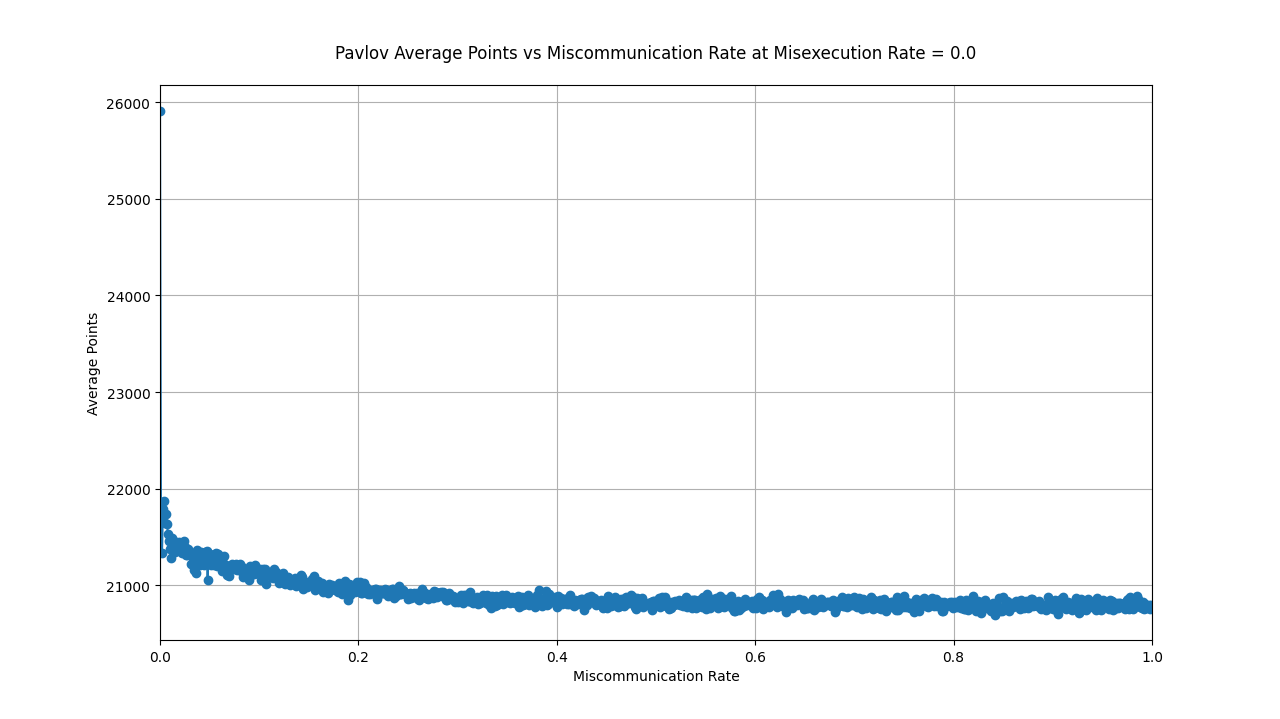 Pavlov Average Points vs Miscommunication Rate at Misexecution Rate = 0.0
26000
25000
24000
23000
22000
21000
Average Points
0.0 0.2 0.4 0.6 0.8 1.0
Miscommunication Rate